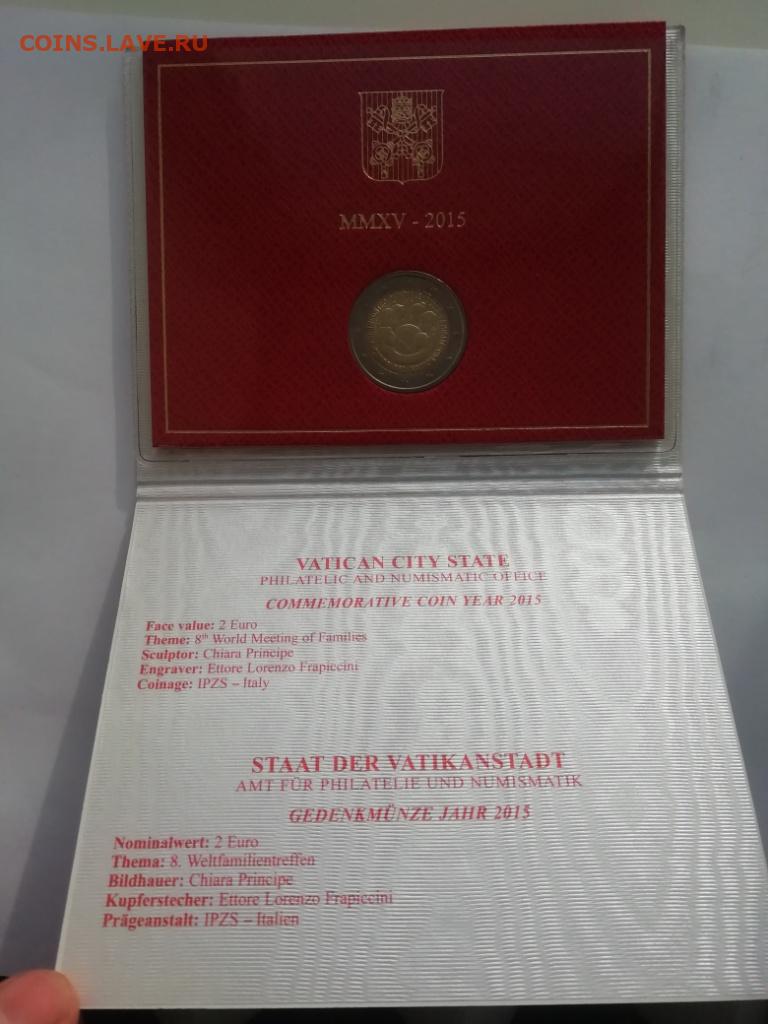 COINS.LAVE.RU
MMXV - 2015
VATICAN CITY STATE
PHILATELIC AND NUMISMATIC OFFICE
COMMEMORATIVE COIN YEAR 2015
Face value: 2 Euro
Theme: 8th World Meeting of Families
Sculptor: Chiara Principe
Engraver: Ettore Lorenzo Frapiccini
Coinage: IPZS – Italy
STAAT DER VATIKANSTADT
AMT FÜR PHILATELIE UND NUMISMATIK
GEDENKMÜNZE JAHR 2015
Nominalwert: 2 Euro
Thema: 8. Weltfamilientreffen
Bildhauer: Chiara Principe
Kupferstecher: Ettore Lorenzo Frapiccini
Prägeanstalt: IPZS – Italien